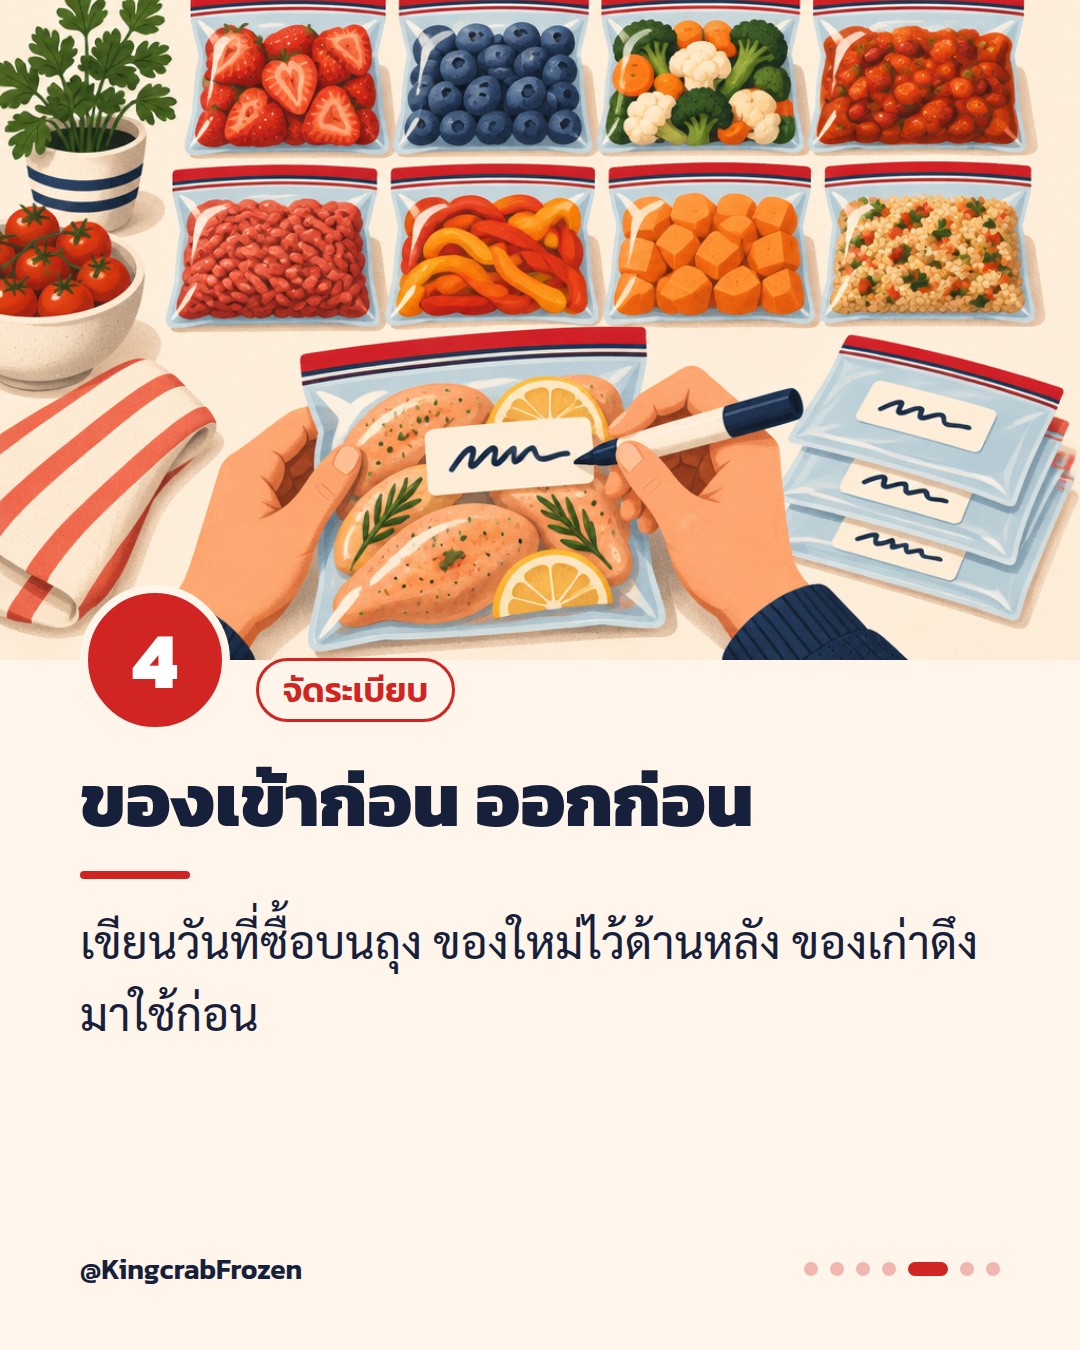 4
จัดระเบียบ
ของเข้าก่อน ออกก่อน
เขียนวันที่ซื้อบนถุง ของใหม่ไว้ด้านหลัง ของเก่าดึง
มาใช้ก่อน
@KingcrabFrozen